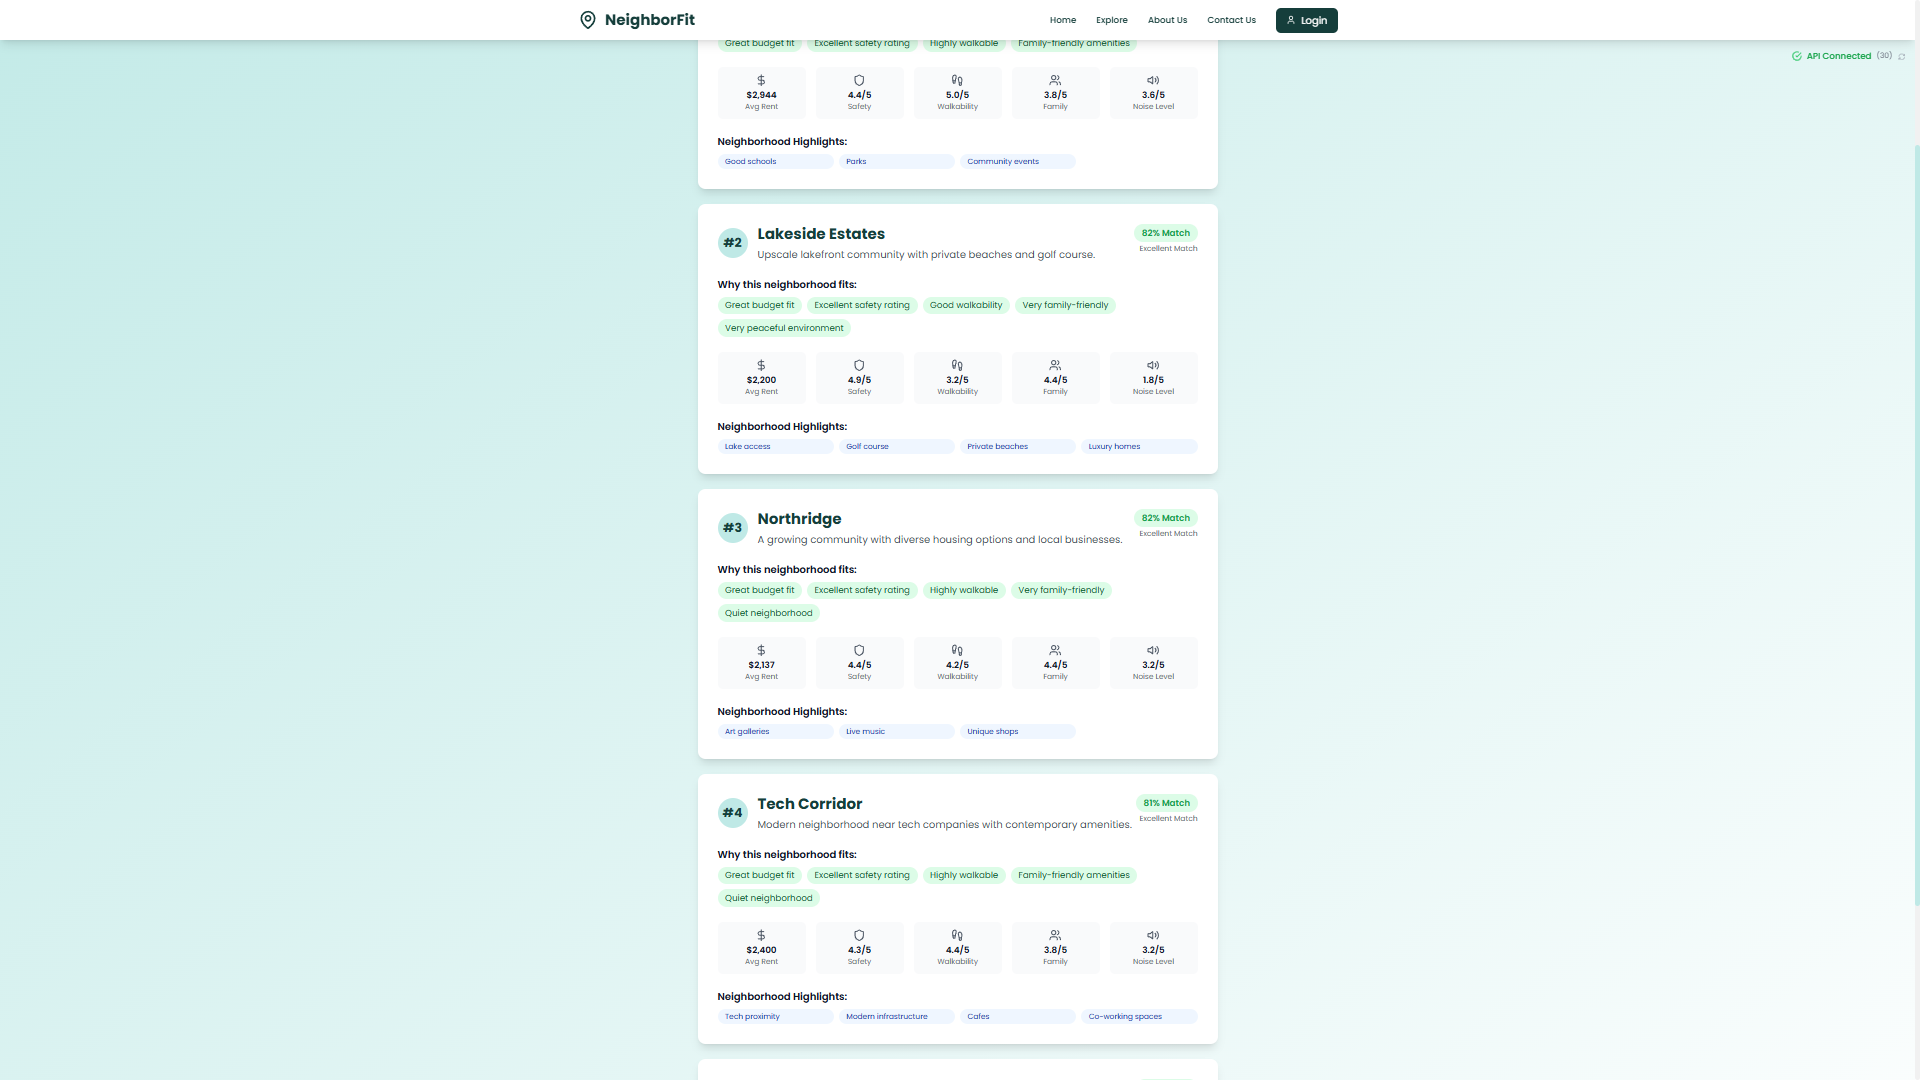 NeighborFit Home Explore About Us Contact Us Login
Great budget fit Excellent safety rating Highly walkable Family-friendly amenities
API Connected (30)
$2,944 4.4/5 5.0/5 3.8/5 3.6/5
Avg Rent Safety Walkability Family Noise Level
Neighborhood Highlights:
Good schools Parks Community events
#2 Lakeside Estates 82% Match
Upscale lakefront community with private beaches and golf course. Excellent Match
Why this neighborhood fits:
Great budget fit Excellent safety rating Good walkability Very family-friendly
Very peaceful environment
$2,200 4.9/5 3.2/5 4.4/5 1.8/5
Avg Rent Safety Walkability Family Noise Level
Neighborhood Highlights:
Lake access Golf course Private beaches Luxury homes
#3 Northridge 82% Match
A growing community with diverse housing options and local businesses. Excellent Match
Why this neighborhood fits:
Great budget fit Excellent safety rating Highly walkable Very family-friendly
Quiet neighborhood
$2,137 4.4/5 4.2/5 4.4/5 3.2/5
Avg Rent Safety Walkability Family Noise Level
Neighborhood Highlights:
Art galleries Live music Unique shops
#4 Tech Corridor 81% Match
Modern neighborhood near tech companies with contemporary amenities. Excellent Match
Why this neighborhood fits:
Great budget fit Excellent safety rating Highly walkable Family-friendly amenities
Quiet neighborhood
$2,400 4.3/5 4.4/5 3.8/5 3.2/5
Avg Rent Safety Walkability Family Noise Level
Neighborhood Highlights:
Tech proximity Modern infrastructure Cafes Co-working spaces